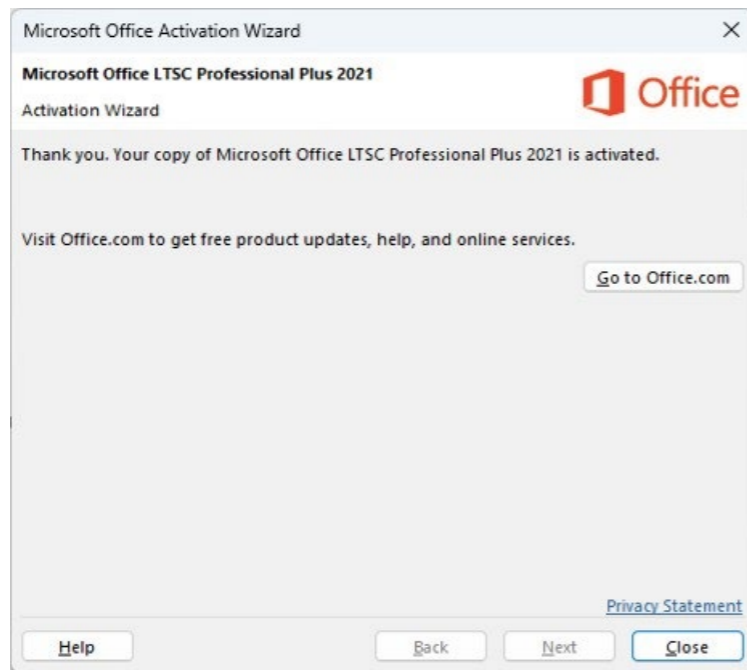 Microsoft Office Activation Wizard
Microsoft Office LTSC Professional Plus 2021
Office
Activation Wizard
Thank you. Your copy of Microsoft Office LTSC Professional Plus 2021 is activated.
Visit Office.com to get free product updates, help, and online services.
Go to Office.com
Privacy Statement
Help Back Next Close